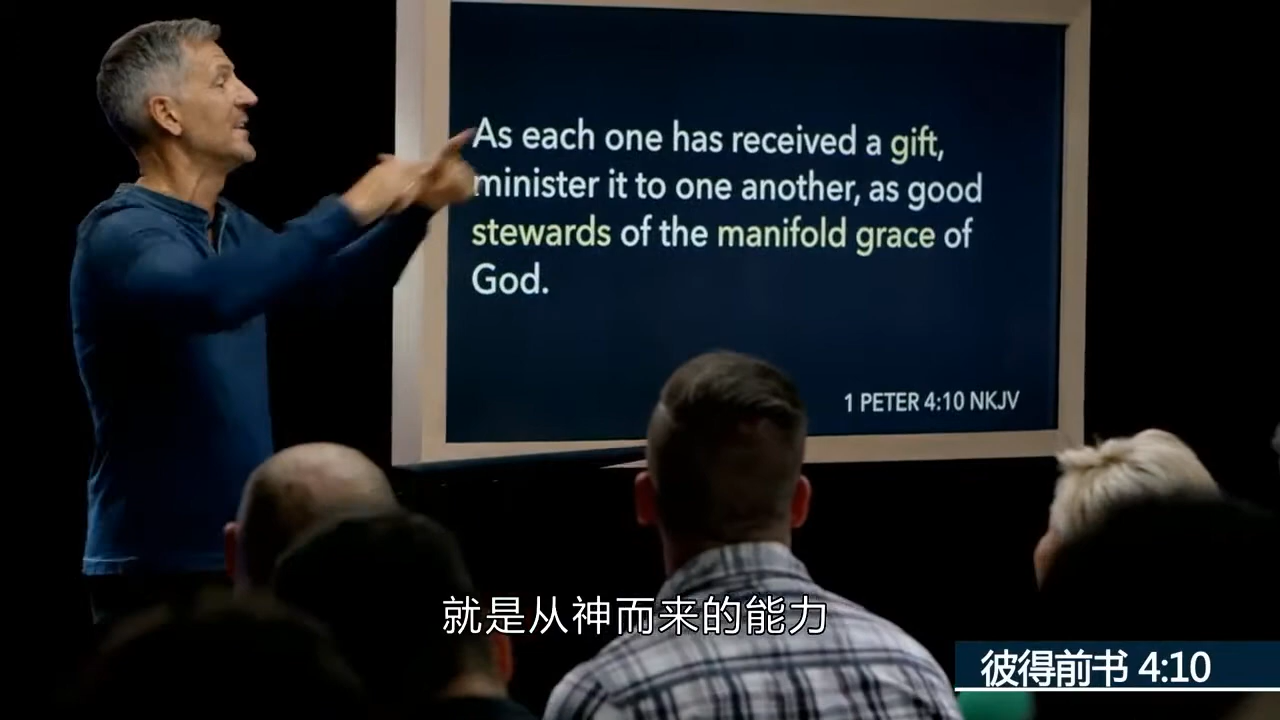 As each one has received a gift,
minister it to one another, as good
stewards of the manifold grace of
God.
1 PETER 4:10 NKJV
就是从神而来的能力
彼得前书 4:10